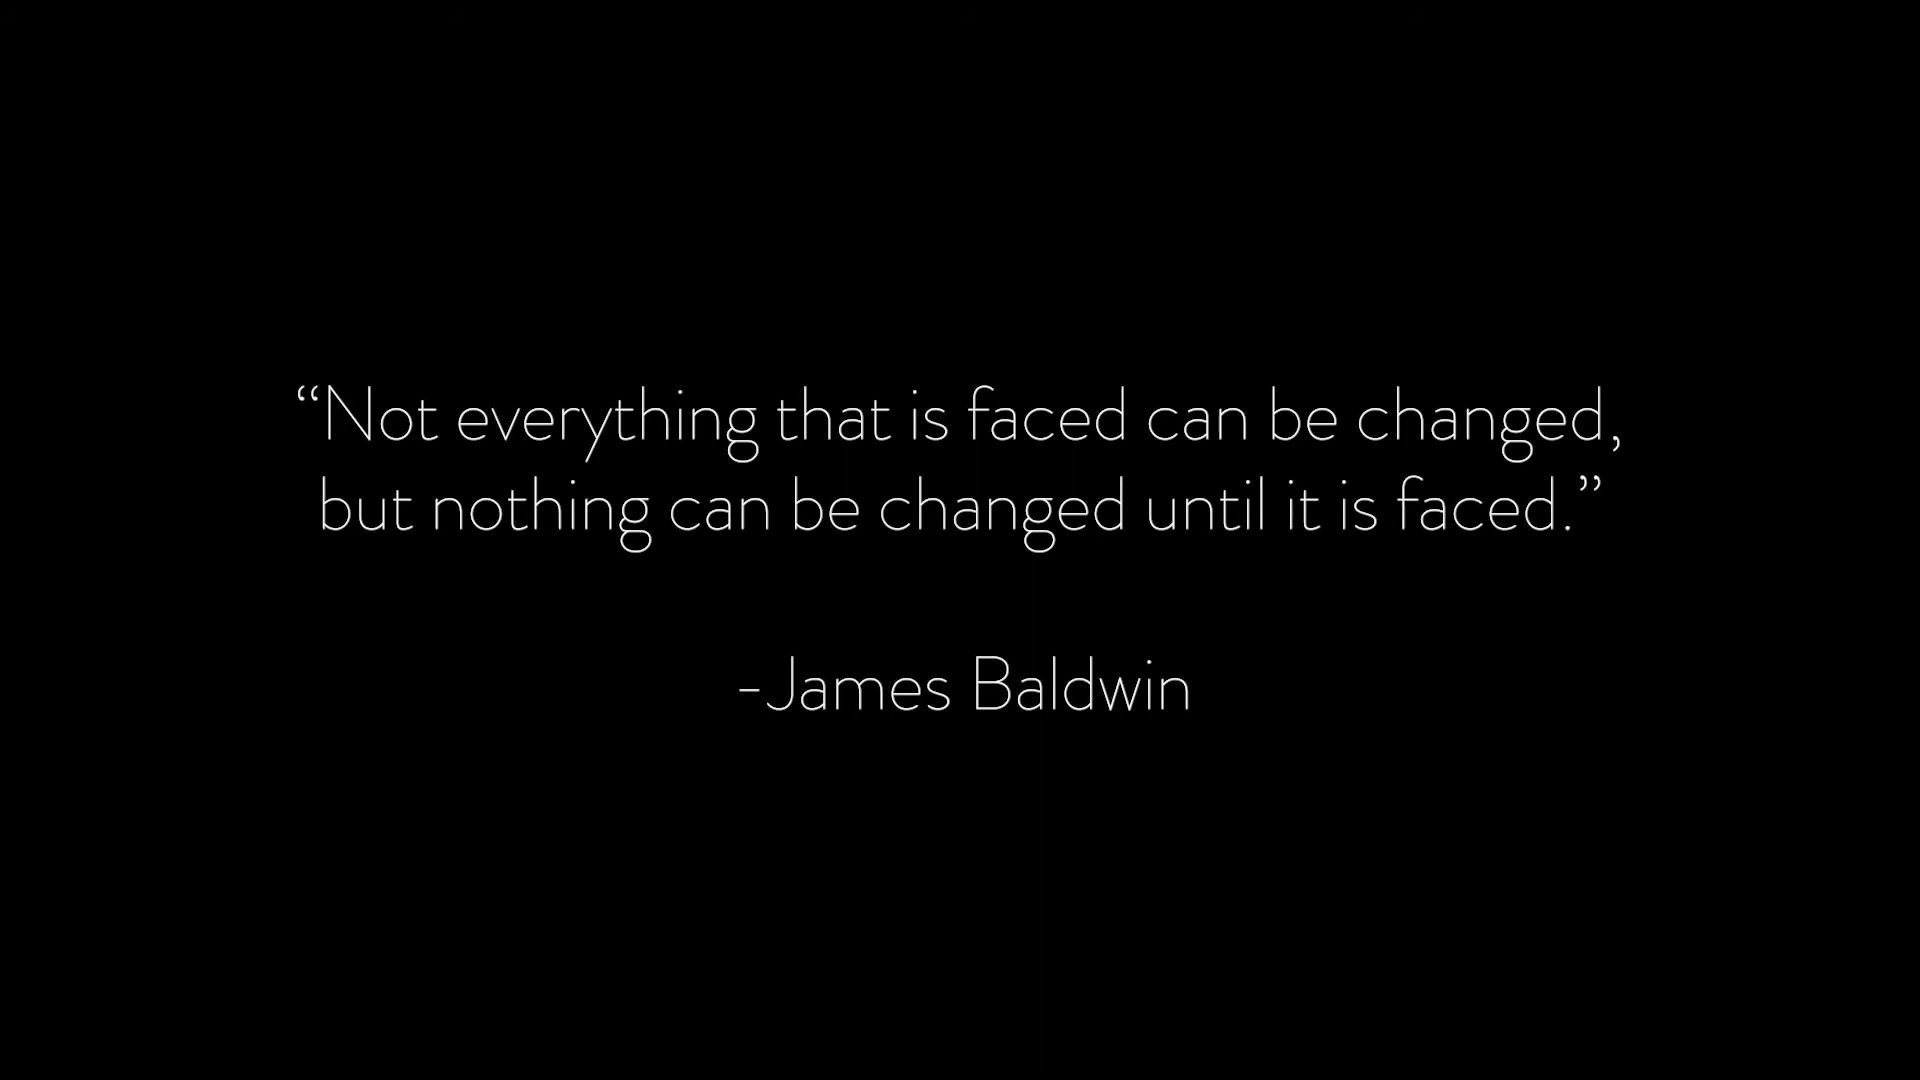 “Not everything that is faced can be changed,
but nothing can be changed until it is faced.”
-James Baldwin